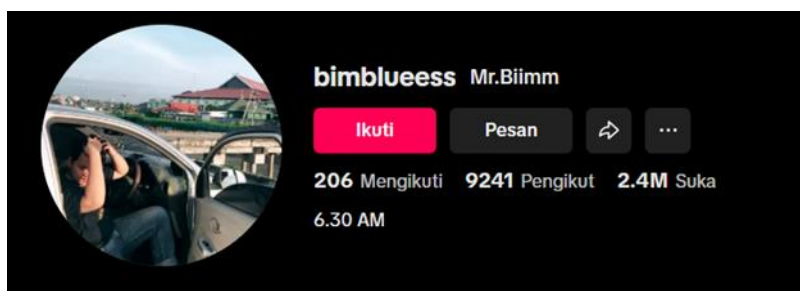 bimblueess Mr.Biimm
Ikuti Pesan
206 Mengikuti 9241 Pengikut 2.4M Suka
6.30 AM